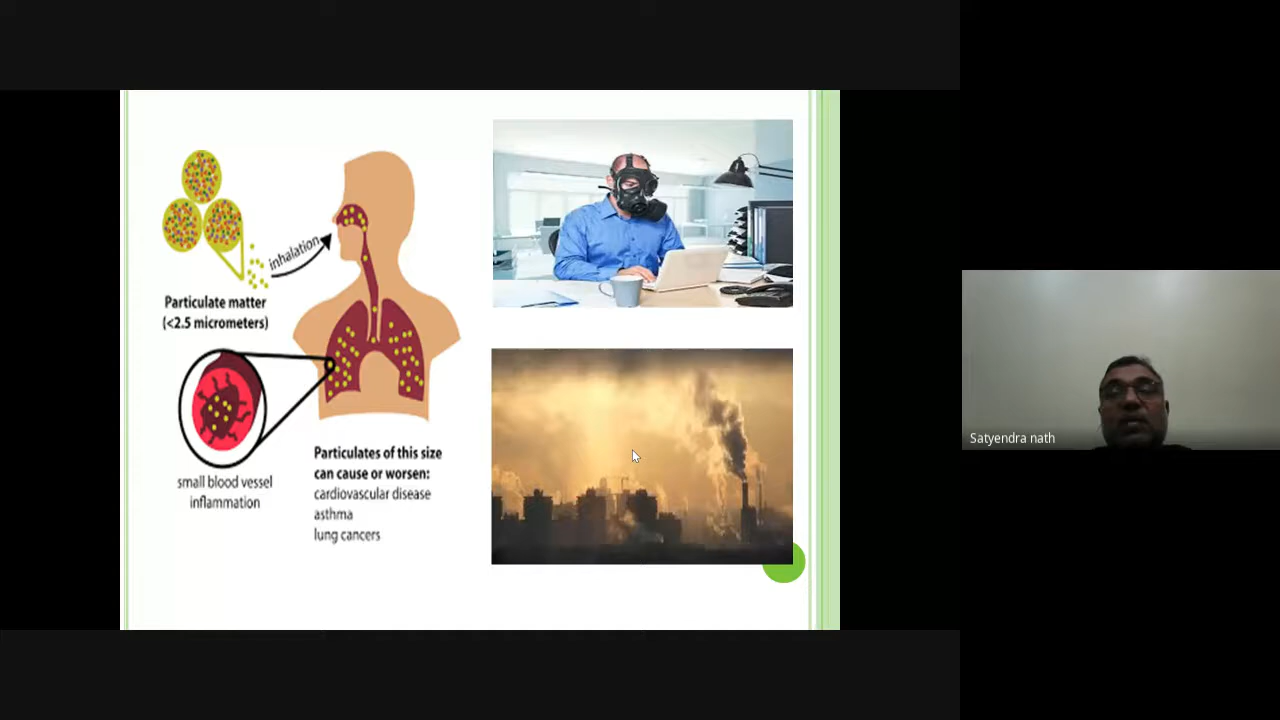 inhalation
Particulate matter
(<2.5 micrometers)
small blood vessel
inflammation
Particulates of this size
can cause or worsen:
cardiovascular disease
asthma
lung cancers
Satyendra nath